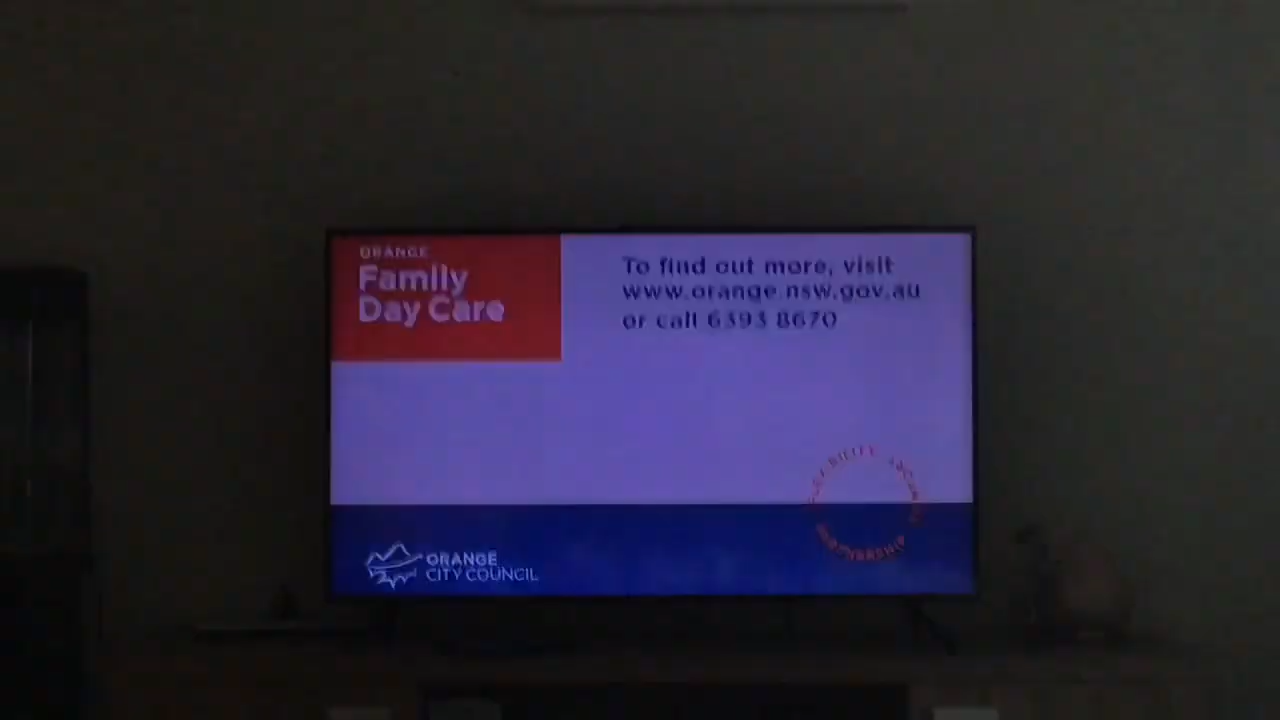 ORANGE
Family
Day Care
To find out more, visit
www.orange.nsw.gov.au
or call 6393 8670
PARTNERSHIP
ORANGE
CITY COUNCIL